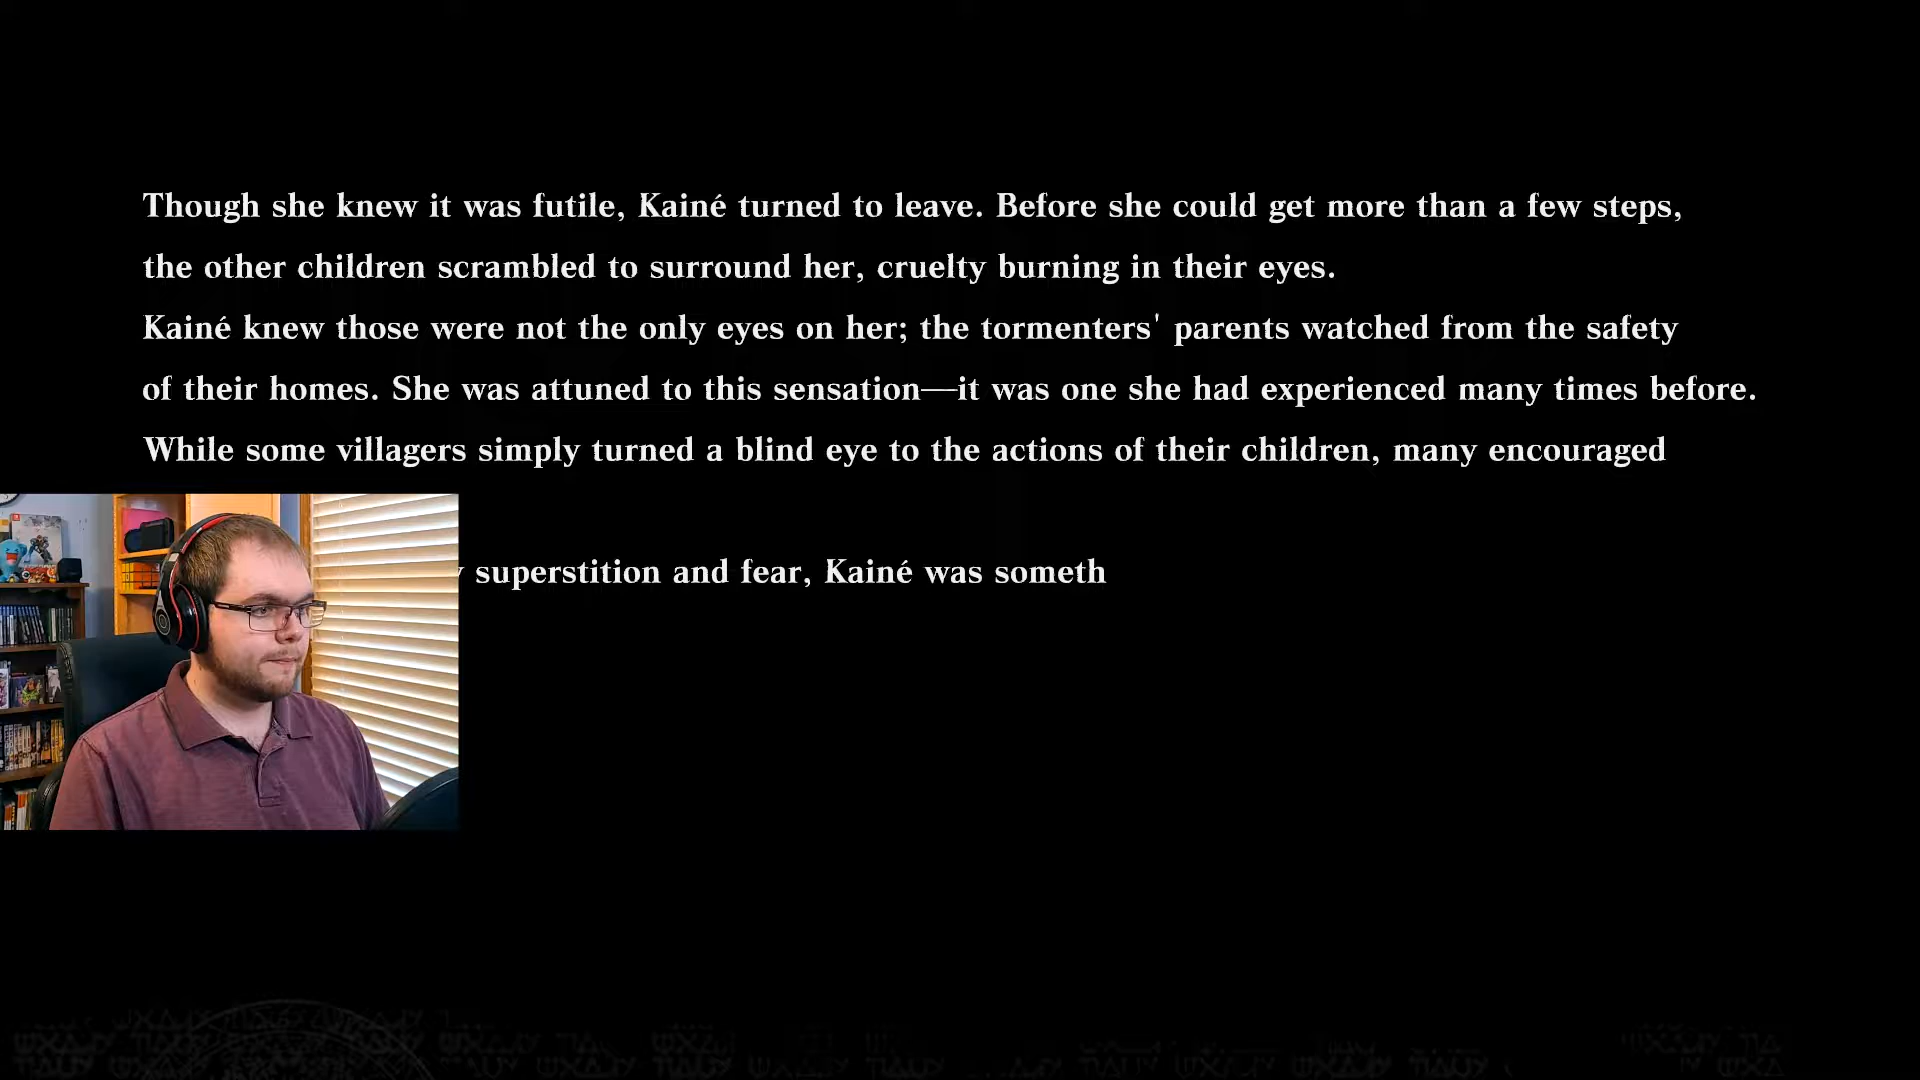 Though she knew it was futile, Kainé turned to leave. Before she could get more than a few steps,
the other children scrambled to surround her, cruelty burning in their eyes.
Kainé knew those were not the only eyes on her; the tormenters' parents watched from the safety
of their homes. She was attuned to this sensation—it was one she had experienced many times before.
While some villagers simply turned a blind eye to the actions of their children, many encouraged
superstition and fear, Kainé was someth